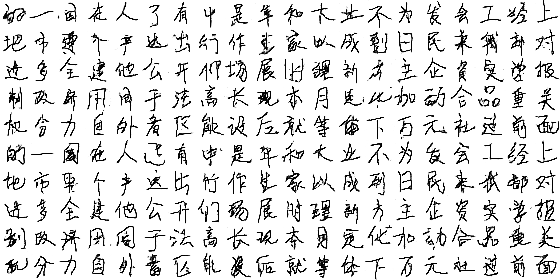 的一国在人了有中是年和大业不为发会工经上
地市要个产这出行作生家以成到日民来我部对
进多全建他公开们场展时理新方主企资实学报
制政济用同于法高长现本月定化加动合品重关
机分力自外者区能设后就等体下万元社过前面
的一国在人了有中是年和大业不为发会工经上
地市要个产这出行作生家以成到日民来我部对
进多全建他公开们场展时理新方主企资实学报
制政济用同于法高长现本月定化加动合品重关
机分力自外者区能设后就等体下万元社过前面